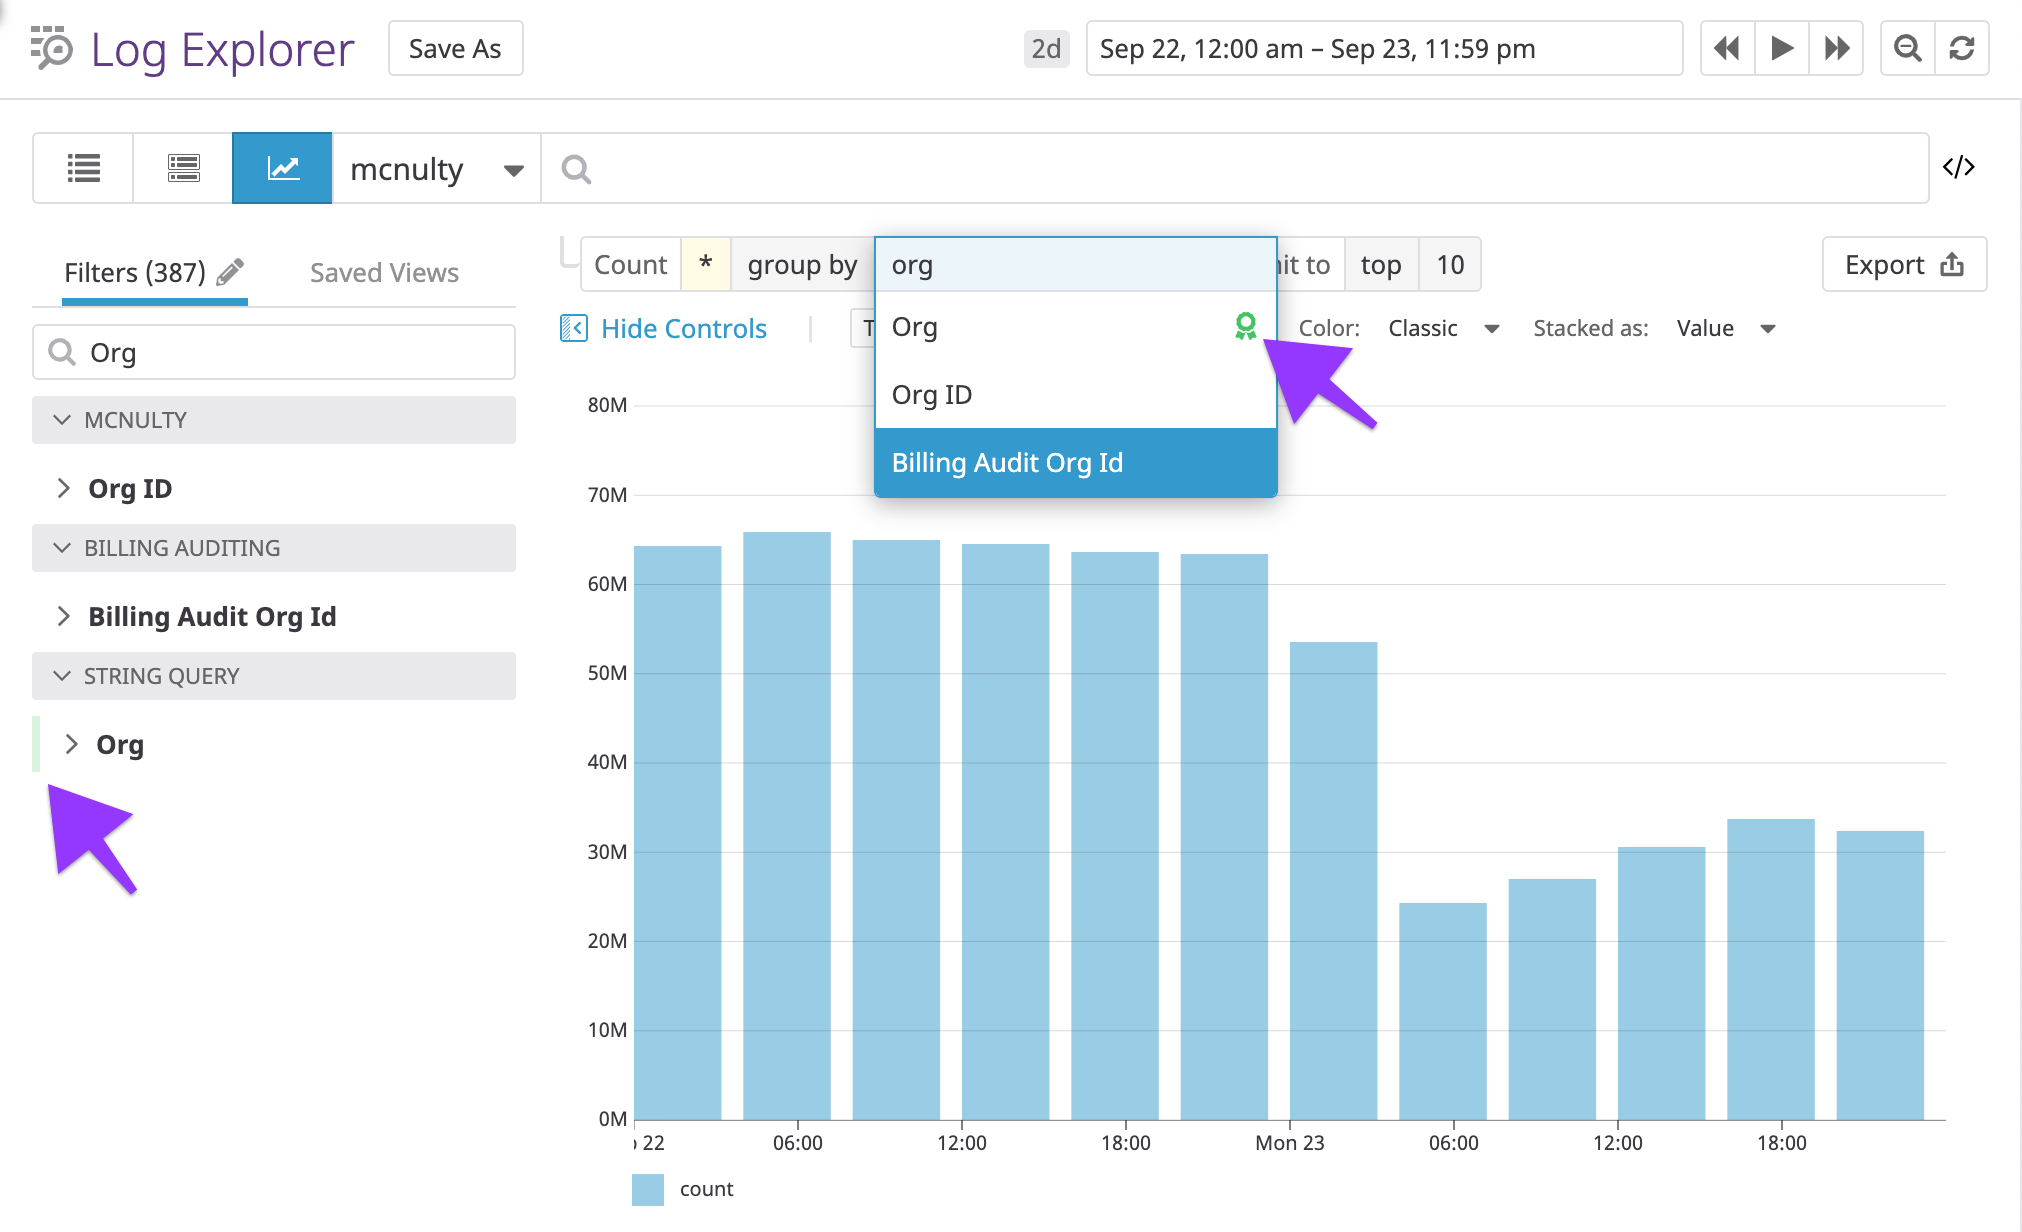 Log Explorer Save As 2d Sep 22, 12:00 am – Sep 23, 11:59 pm
mcnulty </>
Filters (387) Saved Views
Org
MCNULTY
Org ID
BILLING AUDITING
Billing Audit Org Id
STRING QUERY
Org
Count * group by org it to top 10 Export
Hide Controls T Color: Classic Stacked as: Value
Org
Org ID
Billing Audit Org Id
80M
70M
60M
50M
40M
30M
20M
10M
0M
22 06:00 12:00 18:00 Mon 23 06:00 12:00 18:00
count